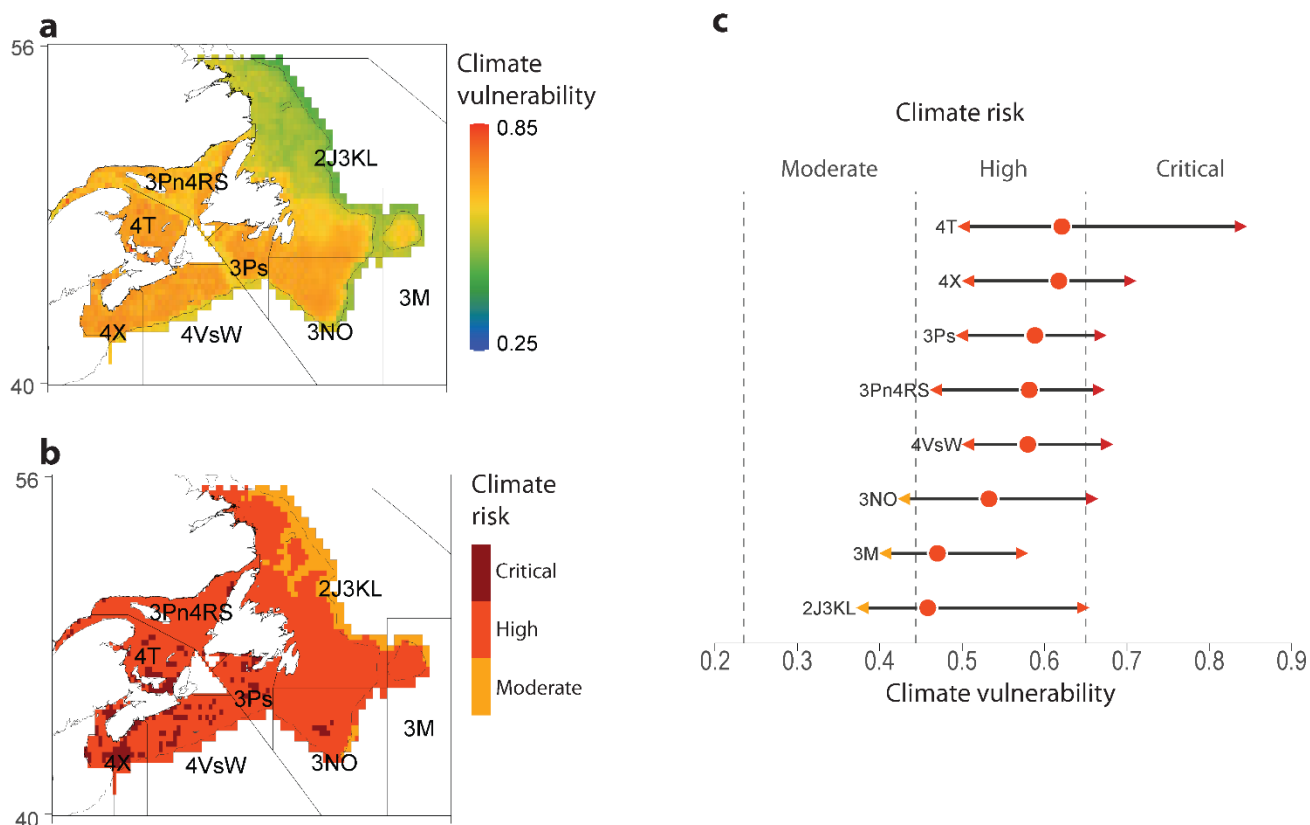 a
56
40
2J3KL
3Pn4RS
4T
3Ps
3M
4X
4VsW
3NO
Climate
vulnerability
0.85
0.25
b
56
40
2J3KL
3Pn4RS
4T
3Ps
3M
4X
4VsW
3NO
Climate
risk
Critical
High
Moderate
c
Climate risk
Moderate High Critical
4T
4X
3Ps
3Pn4RS
4VsW
3NO
3M
2J3KL
0.2 0.3 0.4 0.5 0.6 0.7 0.8 0.9
Climate vulnerability